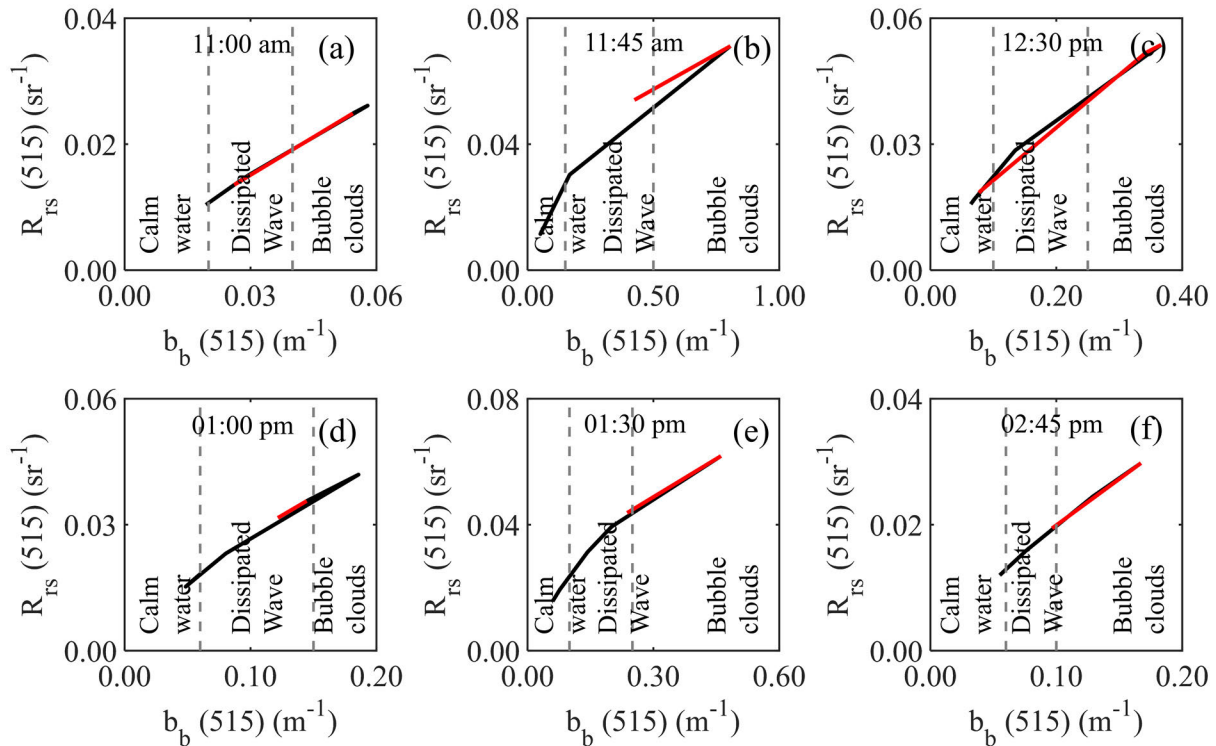 0.04
0.02
0.00
R_rs (515) (sr^-1)
11:00 am
(a)
Calm
water
Dissipated
Wave
Bubble
clouds
0.00 0.03 0.06
b_b (515) (m^-1)
0.08
0.04
0.00
R_rs (515) (sr^-1)
11:45 am
(b)
Calm
water
Dissipated
Wave
Bubble
clouds
0.00 0.50 1.00
b_b (515) (m^-1)
0.06
0.03
0.00
R_rs (515) (sr^-1)
12:30 pm
(c)
Calm
water
Dissipated
Wave
Bubble
clouds
0.00 0.20 0.40
b_b (515) (m^-1)
0.06
0.03
0.00
R_rs (515) (sr^-1)
01:00 pm
(d)
Calm
water
Dissipated
Wave
Bubble
clouds
0.00 0.10 0.20
b_b (515) (m^-1)
0.08
0.04
0.00
R_rs (515) (sr^-1)
01:30 pm
(e)
Calm
water
Dissipated
Wave
Bubble
clouds
0.00 0.30 0.60
b_b (515) (m^-1)
0.04
0.02
0.00
R_rs (515) (sr^-1)
02:45 pm
(f)
Calm
water
Dissipated
Wave
Bubble
clouds
0.00 0.10 0.20
b_b (515) (m^-1)